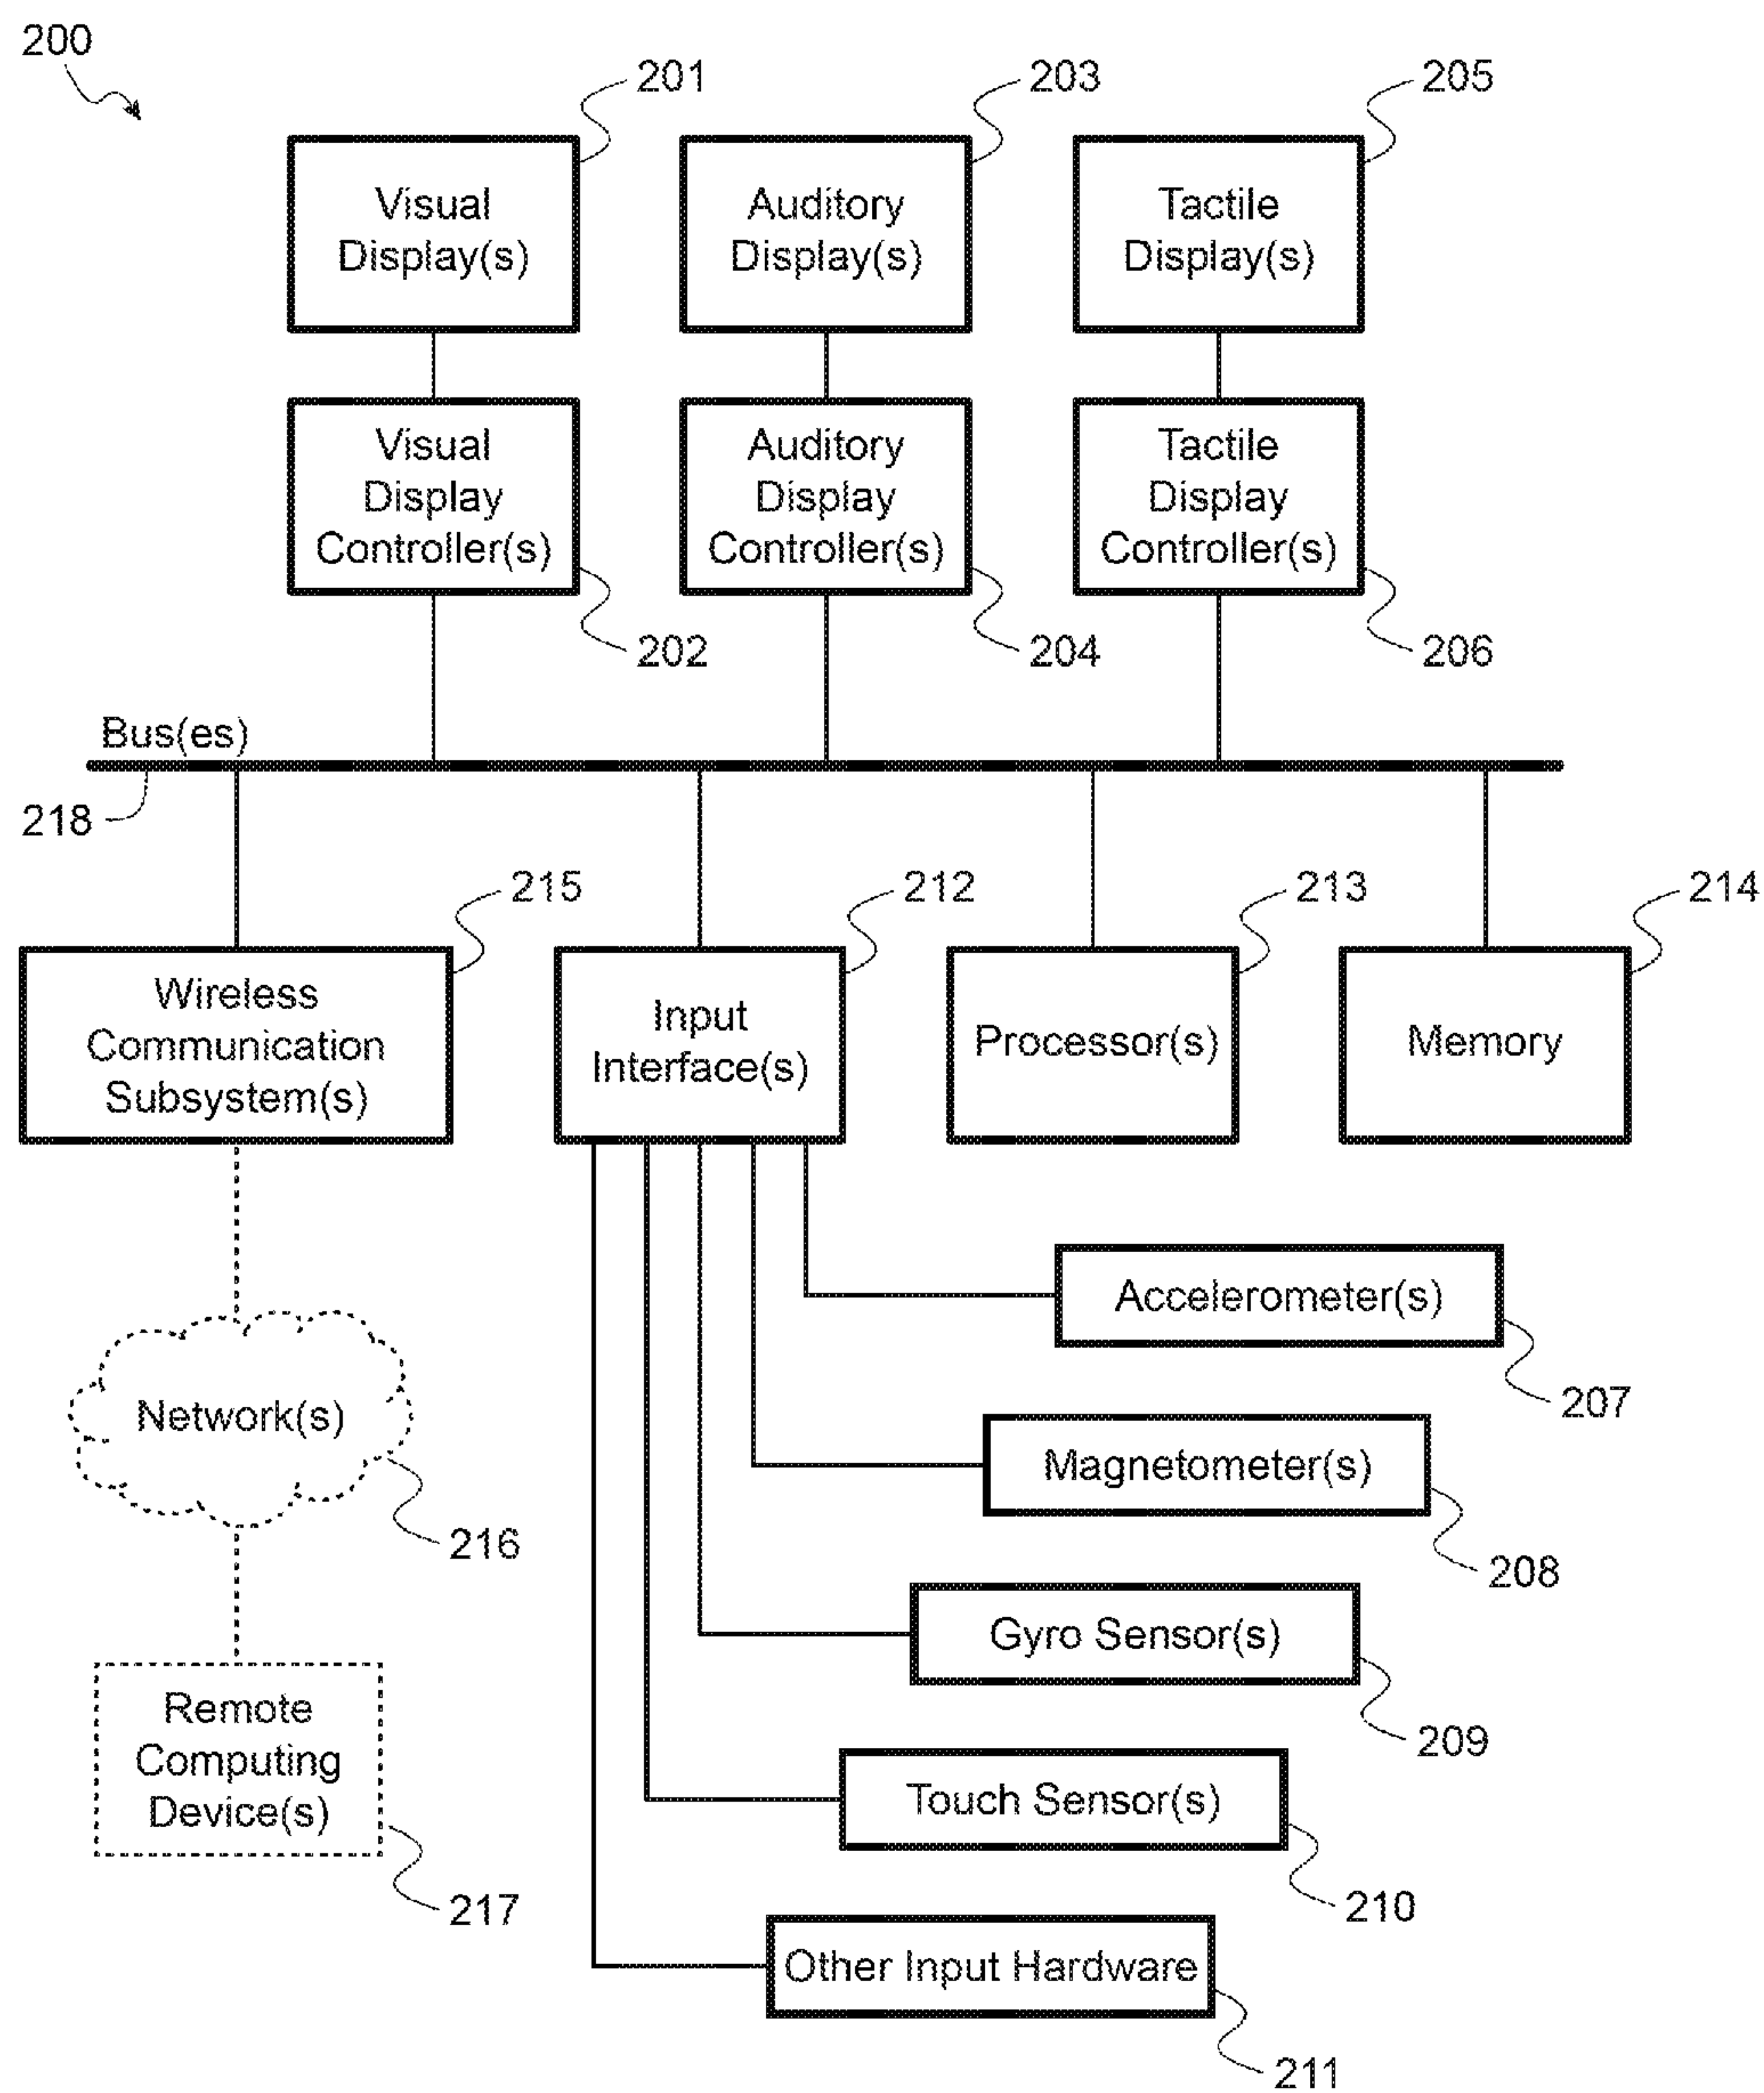 200
201
203
205
Visual
Display(s)
Auditory
Display(s)
Tactile
Display(s)
Visual
Display
Controller(s)
Auditory
Display
Controller(s)
Tactile
Display
Controller(s)
202
204
206
Bus(es)
218
215
212
213
214
Wireless
Communication
Subsystem(s)
Input
Interface(s)
Processor(s)
Memory
Accelerometer(s)
207
Network(s)
216
Magnetometer(s)
208
Gyro Sensor(s)
209
Remote
Computing
Device(s)
217
Touch Sensor(s)
210
Other Input Hardware
211